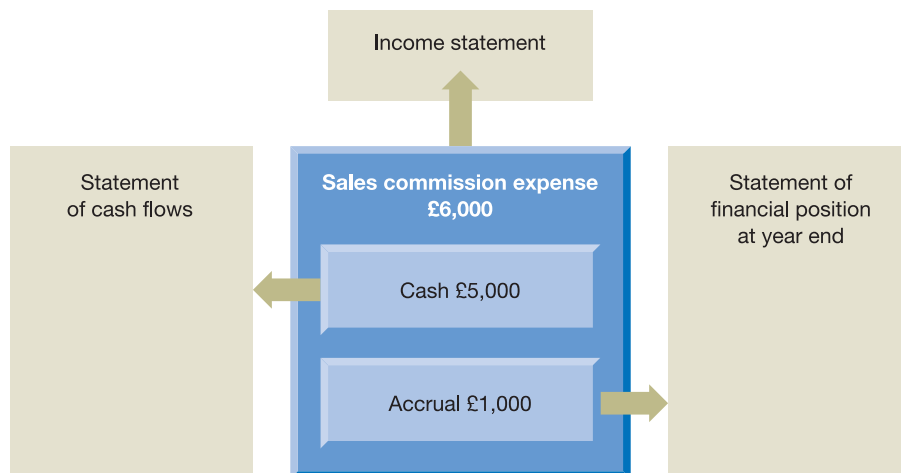 Income statement
Statement
of cash flows
Sales commission expense
£6,000
Cash £5,000
Accrual £1,000
Statement of
financial position
at year end